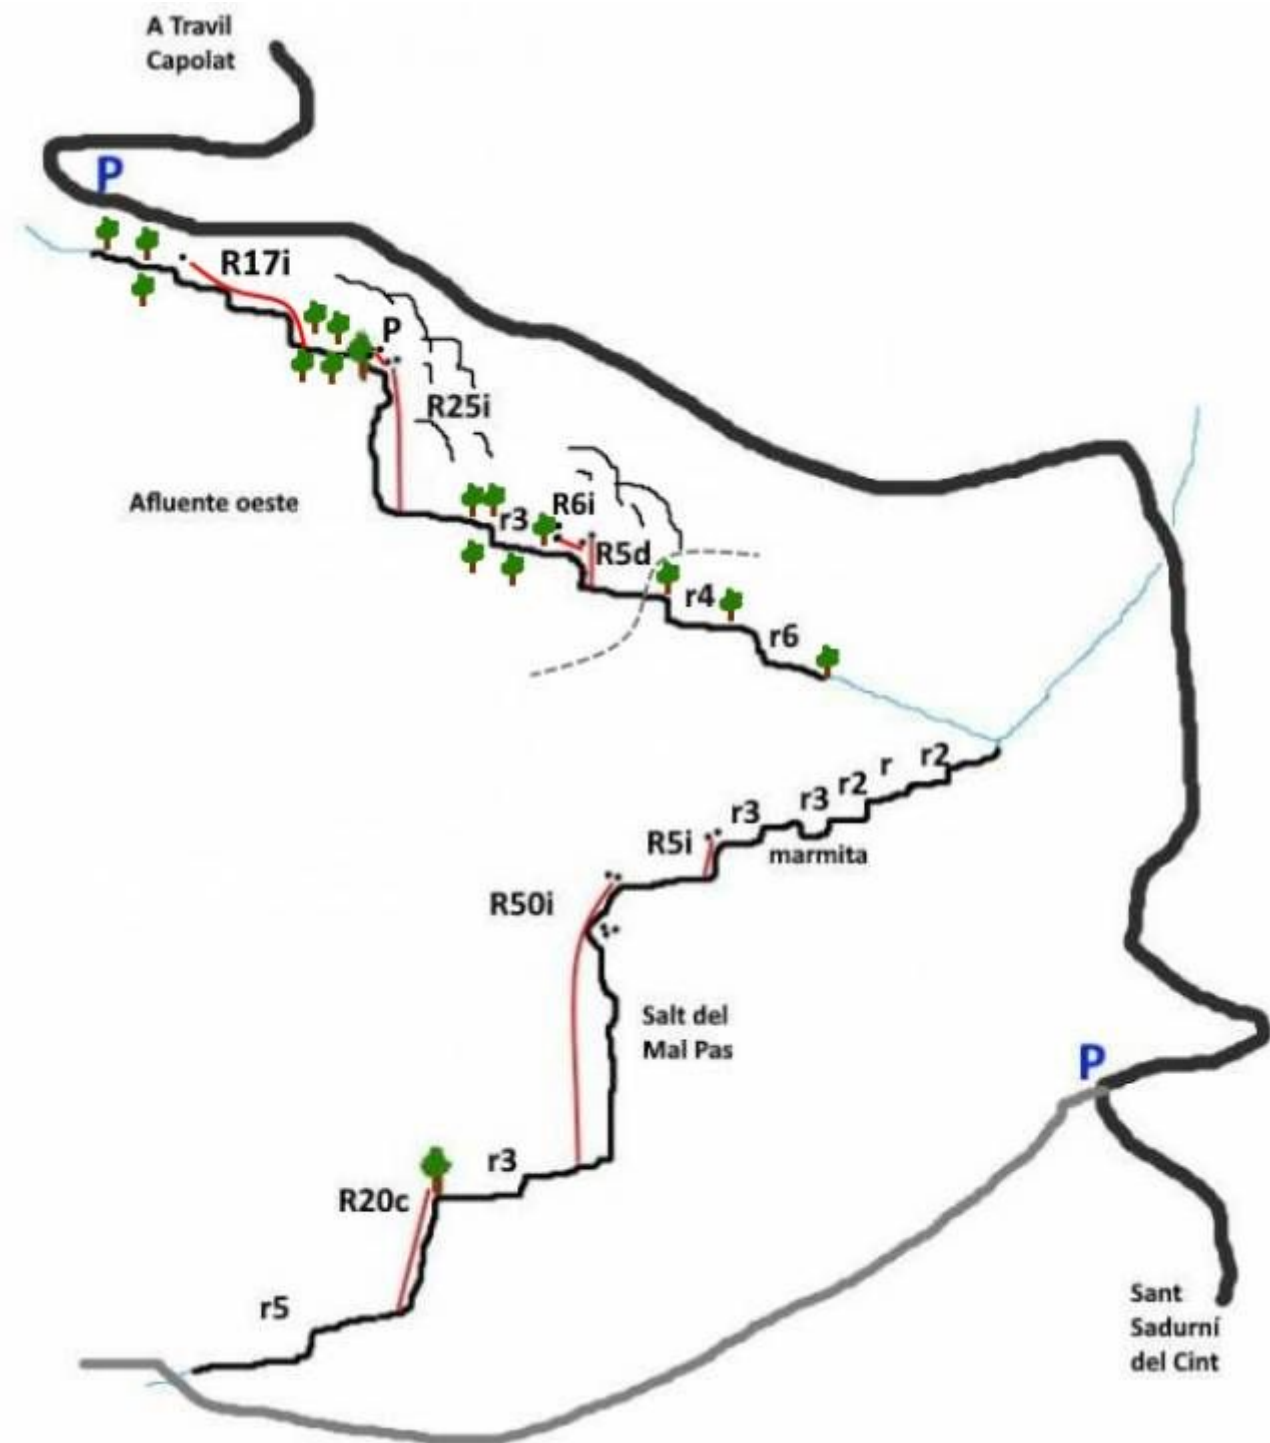 A Travil
Capolat
P
R17i
P
R25i
Afluente oeste
r3
R6i
R5d
r4
r6
r2
r
r2
r3
r3
marmita
R5i
R50i
Salt del
Mal Pas
P
r3
R20c
r5
Sant
Sadurní
del Cint